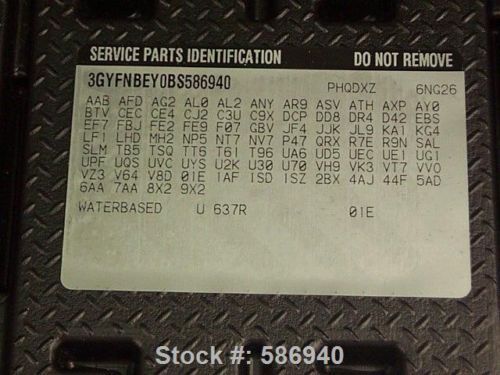 SERVICE PARTS IDENTIFICATION DO NOT REMOVE
3GYFNBEY0BS586940 PHQDXZ 6NG26
AAB AFD AG2 AL0 AL2 ANY AR9 ASV ATH AXP AY0
BTV CEC CE4 CJ2 C3U C9X DCP DD8 DR4 D42 EBS
EF7 FBJ FE2 FE9 F07 GBV JF4 JJK JL9 KA1 KG4
LF1 LHD MH2 NP5 NT7 NV7 P47 QRX R7E R9N SAL
SLM TB5 TSQ TT6 T61 T96 UA6 UD5 UEC UE1 UG1
UPF UQS UVC UYS U2K U30 U70 VH9 VK3 VT7 VV0
VZ3 V64 V8D 01E 1AF 1SD 1SZ 2BX 4AJ 44F 5AD
6AA 7AA 8X2 9X2
WATERBASED U 637R 01E
Stock #: 586940